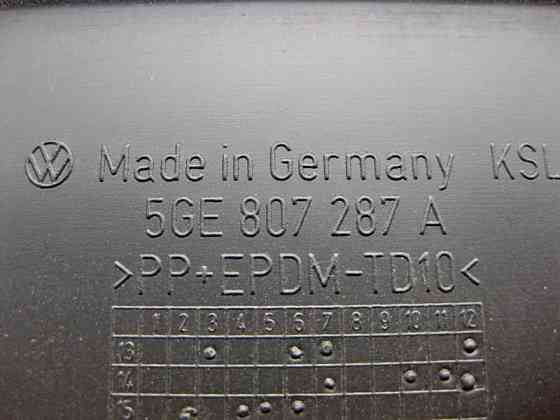 Made in Germany KSL
5GE 807 287 A
>PP+EPDM-TD10<
1 2 3 4 5 6 7 8 9 10 11 12
13
14
15